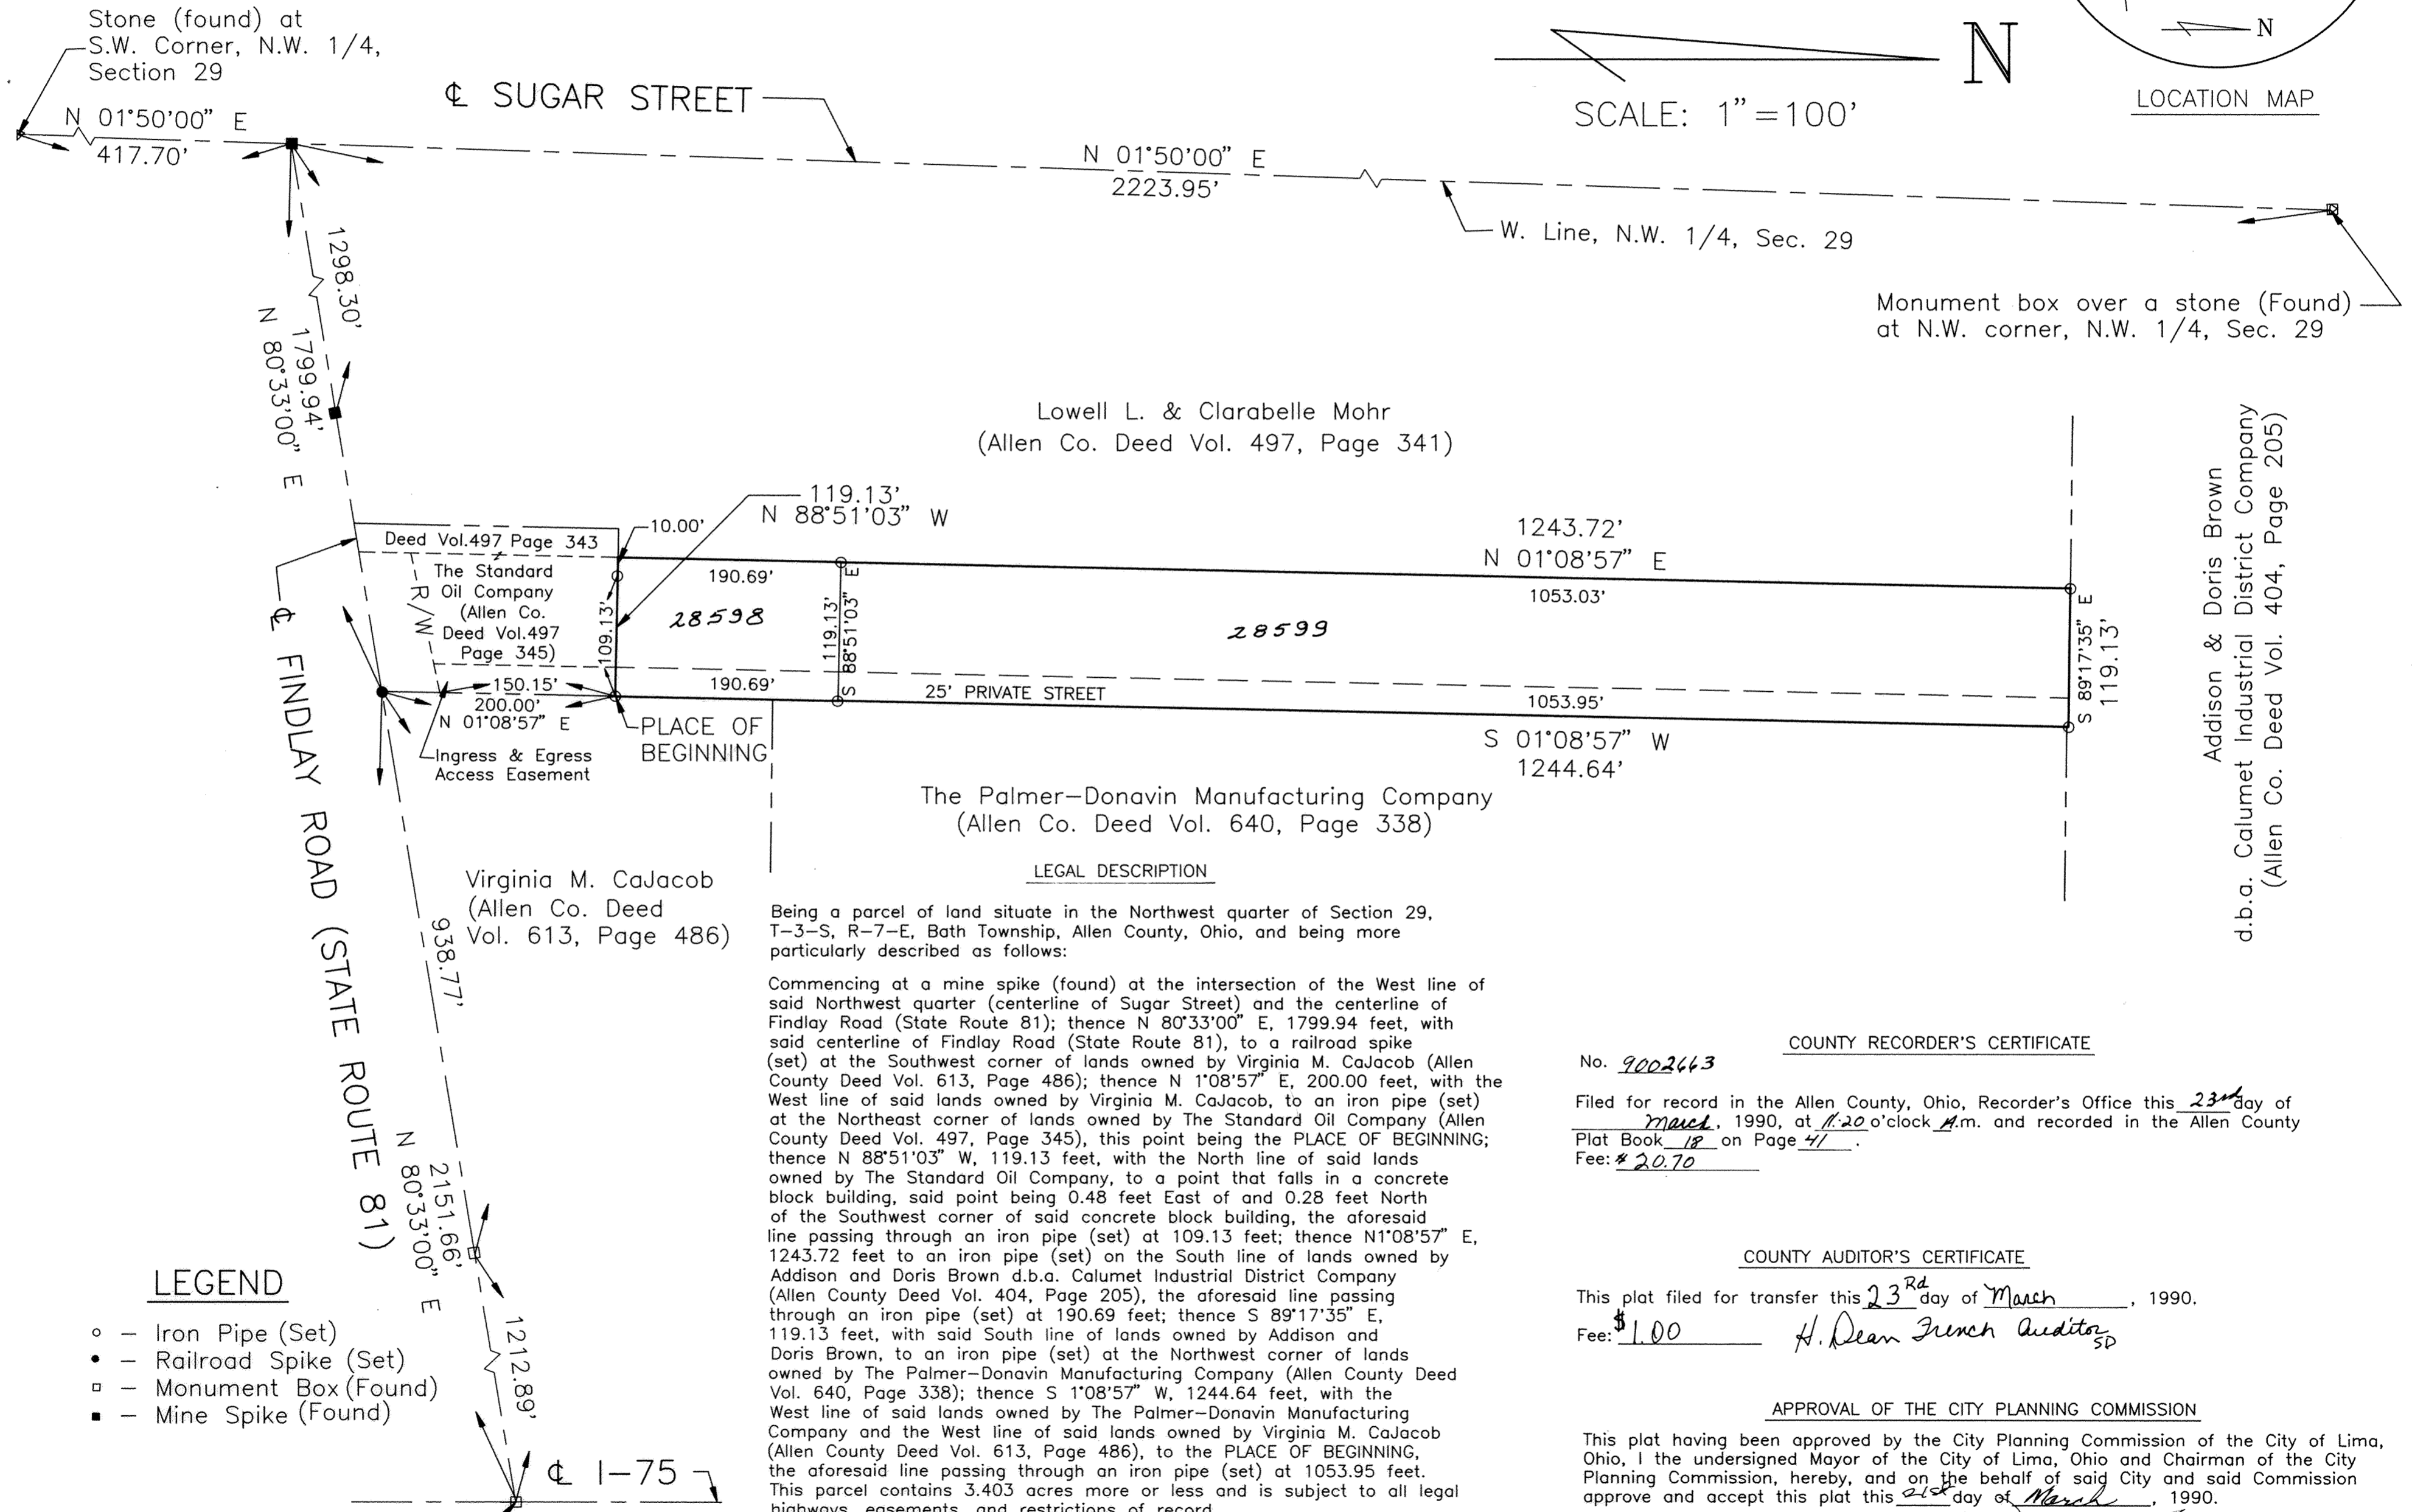 Stone (found) at
S.W. Corner, N.W. 1/4,
Section 29
N 01°50'00" E
417.70'
℄ SUGAR STREET
N 01°50'00" E
2223.95'
W. Line, N.W. 1/4, Sec. 29
N
SCALE: 1"=100'
N
LOCATION MAP
Monument box over a stone (Found)
at N.W. corner, N.W. 1/4, Sec. 29
1298.30'
1799.94'
N 80°33'00" E
Lowell L. & Clarabelle Mohr
(Allen Co. Deed Vol. 497, Page 341)
119.13'
N 88°51'03" W
10.00'
1243.72'
N 01°08'57" E
Deed Vol.497 Page 343
The Standard
Oil Company
(Allen Co.
Deed Vol.497
Page 345)
R/W
109.13'
190.69'
28598
119.13'
S 88°51'03" E
1053.03'
28599
S 89°17'35" E
119.13'
Addison & Doris Brown
d.b.a. Calumet Industrial District Company
(Allen Co. Deed Vol. 404, Page 205)
150.15'
200.00'
N 01°08'57" E
190.69'
25' PRIVATE STREET
1053.95'
S 01°08'57" W
1244.64'
PLACE OF
BEGINNING
Ingress & Egress
Access Easement
The Palmer–Donavin Manufacturing Company
(Allen Co. Deed Vol. 640, Page 338)
℄ FINDLAY ROAD (STATE ROUTE 81)
Virginia M. CaJacob
(Allen Co. Deed
Vol. 613, Page 486)
938.77'
2151.66'
N 80°33'00" E
1212.89'
℄ I–75
LEGEND
○ – Iron Pipe (Set)
● – Railroad Spike (Set)
□ – Monument Box (Found)
■ – Mine Spike (Found)
LEGAL DESCRIPTION
Being a parcel of land situate in the Northwest quarter of Section 29,
T–3–S, R–7–E, Bath Township, Allen County, Ohio, and being more
particularly described as follows:
Commencing at a mine spike (found) at the intersection of the West line of
said Northwest quarter (centerline of Sugar Street) and the centerline of
Findlay Road (State Route 81); thence N 80°33'00" E, 1799.94 feet, with
said centerline of Findlay Road (State Route 81), to a railroad spike
(set) at the Southwest corner of lands owned by Virginia M. CaJacob (Allen
County Deed Vol. 613, Page 486); thence N 1°08'57" E, 200.00 feet, with the
West line of said lands owned by Virginia M. CaJacob, to an iron pipe (set)
at the Northeast corner of lands owned by The Standard Oil Company (Allen
County Deed Vol. 497, Page 345), this point being the PLACE OF BEGINNING;
thence N 88°51'03" W, 119.13 feet, with the North line of said lands
owned by The Standard Oil Company, to a point that falls in a concrete
block building, said point being 0.48 feet East of and 0.28 feet North
of the Southwest corner of said concrete block building, the aforesaid
line passing through an iron pipe (set) at 109.13 feet; thence N1°08'57" E,
1243.72 feet to an iron pipe (set) on the South line of lands owned by
Addison and Doris Brown d.b.a. Calumet Industrial District Company
(Allen County Deed Vol. 404, Page 205), the aforesaid line passing
through an iron pipe (set) at 190.69 feet; thence S 89°17'35" E,
119.13 feet, with said South line of lands owned by Addison and
Doris Brown, to an iron pipe (set) at the Northwest corner of lands
owned by The Palmer–Donavin Manufacturing Company (Allen County Deed
Vol. 640, Page 338); thence S 1°08'57" W, 1244.64 feet, with the
West line of said lands owned by The Palmer–Donavin Manufacturing
Company and the West line of said lands owned by Virginia M. CaJacob
(Allen County Deed Vol. 613, Page 486), to the PLACE OF BEGINNING,
the aforesaid line passing through an iron pipe (set) at 1053.95 feet.
This parcel contains 3.403 acres more or less and is subject to all legal
highways, easements, and restrictions of record.
COUNTY RECORDER'S CERTIFICATE
No. 9002663
Filed for record in the Allen County, Ohio, Recorder's Office this 23rd day of
March, 1990, at 11:20 o'clock A.m. and recorded in the Allen County
Plat Book 18 on Page 41.
Fee: $ 20.70
COUNTY AUDITOR'S CERTIFICATE
This plat filed for transfer this 23Rd day of March, 1990.
Fee: $1.00 H. Dean French Auditor
SD
APPROVAL OF THE CITY PLANNING COMMISSION
This plat having been approved by the City Planning Commission of the City of Lima,
Ohio, I the undersigned Mayor of the City of Lima, Ohio and Chairman of the City
Planning Commission, hereby, and on the behalf of said City and said Commission
approve and accept this plat this 21st day of March, 1990.